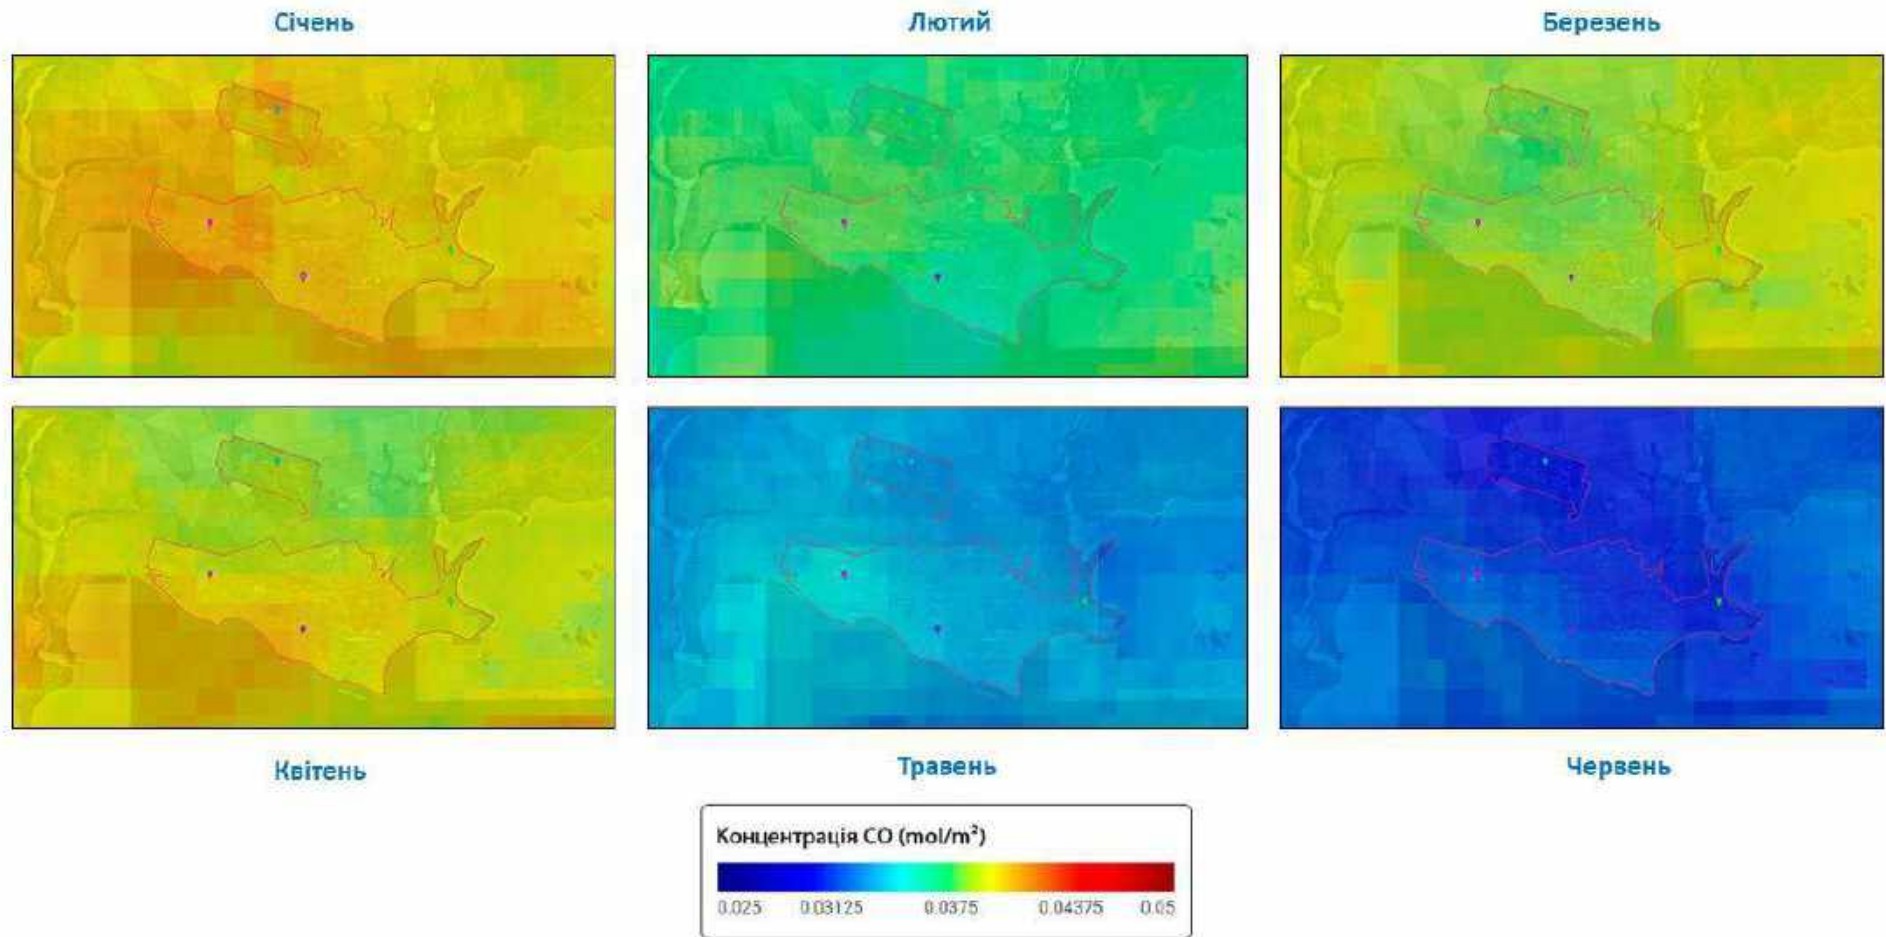 Січень
Лютий
Березень
Квітень
Травень
Червень
Концентрація CO (mol/m²)
0.025 0.03125 0.0375 0.04375 0.05